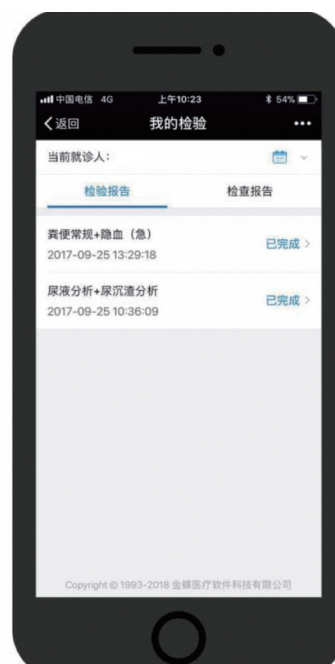 中国电信 4G 上午10:23 54%
返回 我的检验
当前就诊人:
检验报告 检查报告
粪便常规+隐血(急)
2017-09-25 13:29:18 已完成
尿液分析+尿沉渣分析
2017-09-25 10:36:09 已完成
Copyright © 1993-2018 金蝶医疗软件科技有限公司